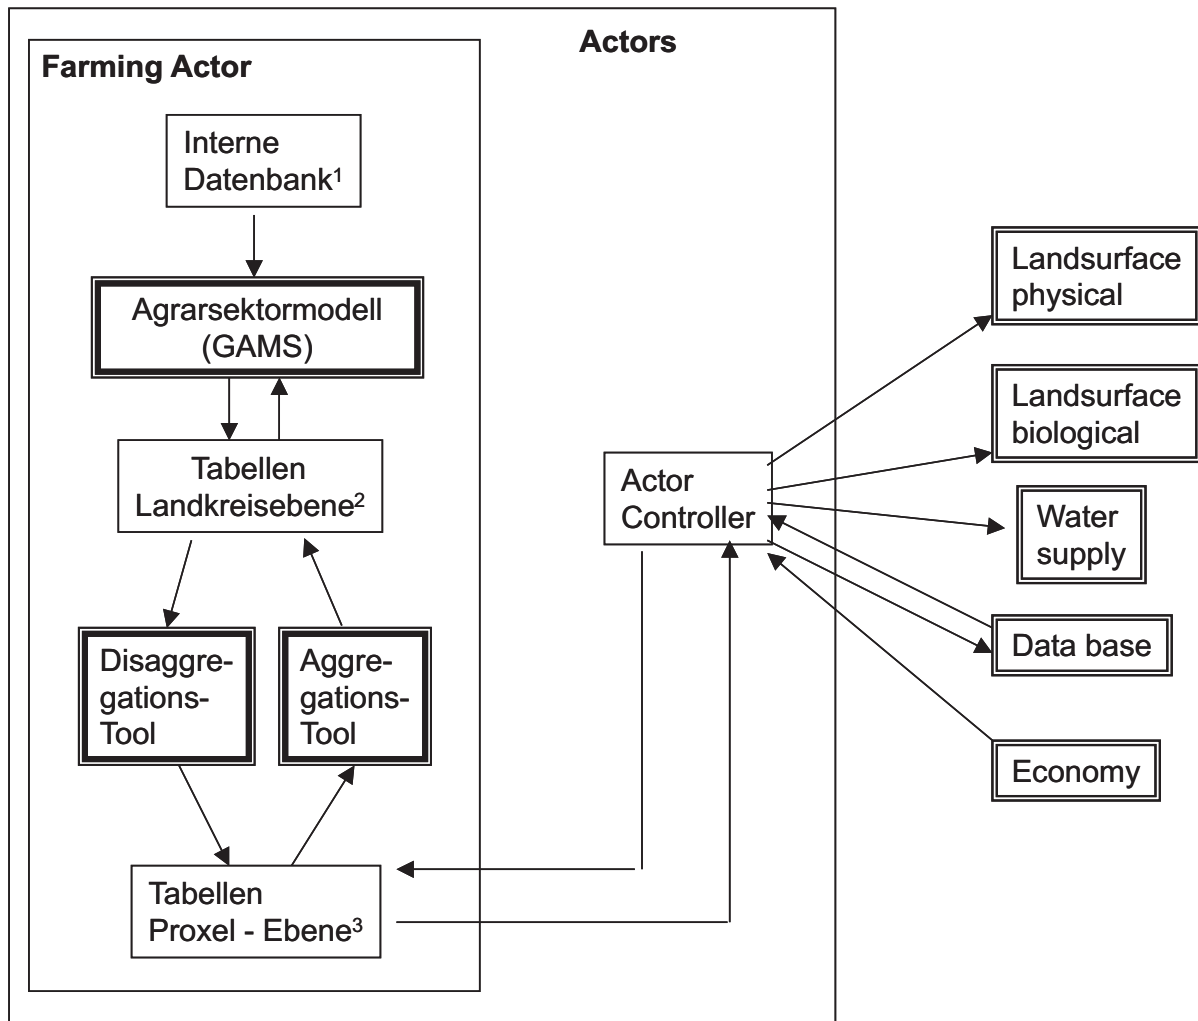 Actors
Farming Actor
Interne
Datenbank¹
Agrarsektormodell
(GAMS)
Tabellen
Landkreisebene²
Disaggre-
gations-
Tool
Aggre-
gations-
Tool
Tabellen
Proxel - Ebene³
Actor
Controller
Landsurface
physical
Landsurface
biological
Water
supply
Data base
Economy